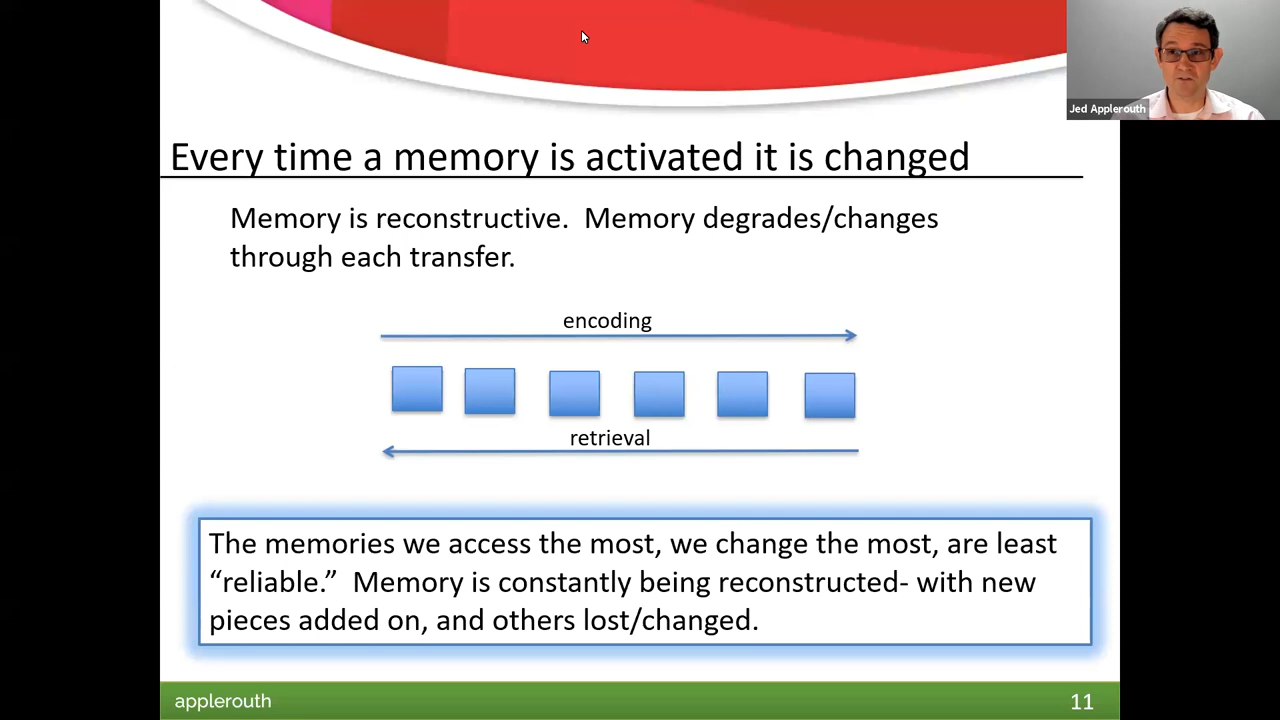 Jed Applerouth
Every time a memory is activated it is changed
Memory is reconstructive.  Memory degrades/changes
through each transfer.
encoding
retrieval
The memories we access the most, we change the most, are least
“reliable.”  Memory is constantly being reconstructed- with new
pieces added on, and others lost/changed.
applerouth
11